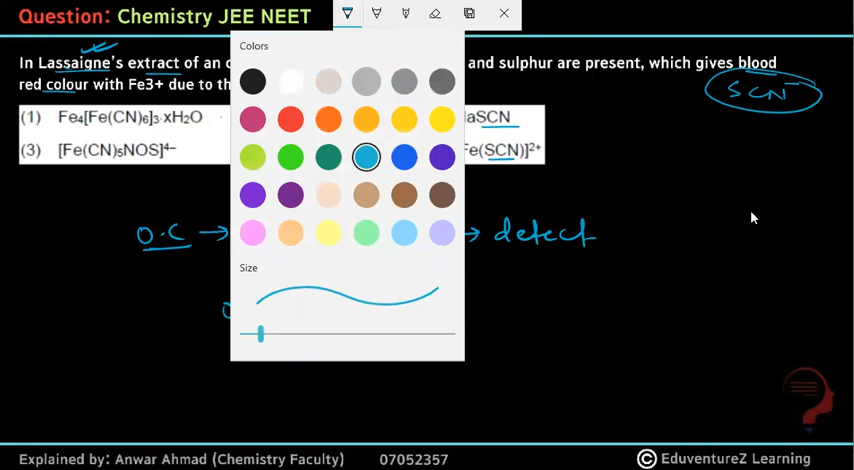 Question: Chemistry JEE NEET
Colors
In Lassaigne's extract of an and sulphur are present, which gives blood
red colour with Fe3+ due to SCN
(1) Fe₄[Fe(CN)₆]₃·xH₂O aSCN
(3) [Fe(CN)₅NOS]⁴⁻ Fe(SCN)]²⁺
O.C → → detect
Size
Explained by: Anwar Ahmad (Chemistry Faculty) 07052357 © EduventureZ Learning